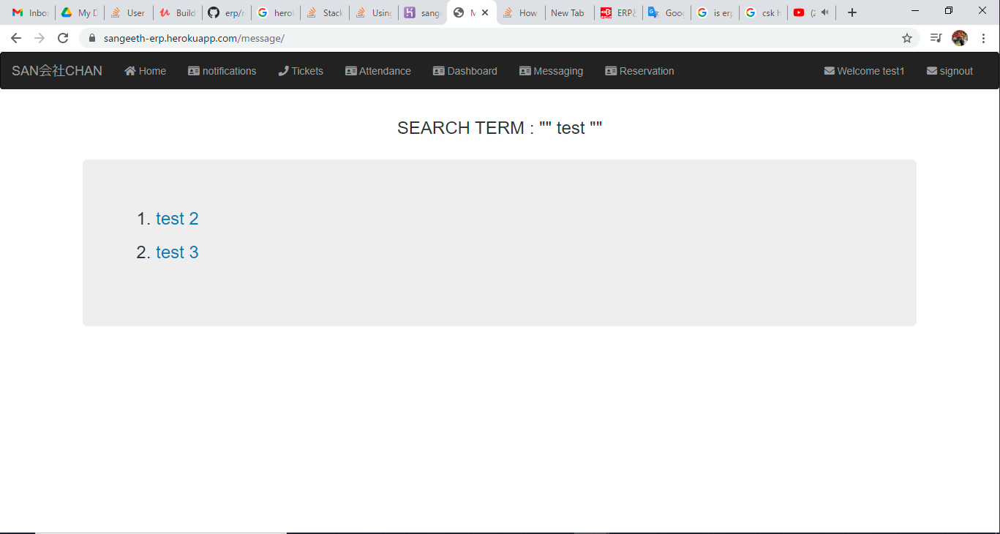 Inbo My D User Build erp/r hero Stack Using sang How New Tab ERP Goo is erp csk h (2
sangeeth-erp.herokuapp.com/message/
SAN会社CHAN Home notifications Tickets Attendance Dashboard Messaging Reservation Welcome test1 signout
SEARCH TERM : "" test ""
1. test 2
2. test 3